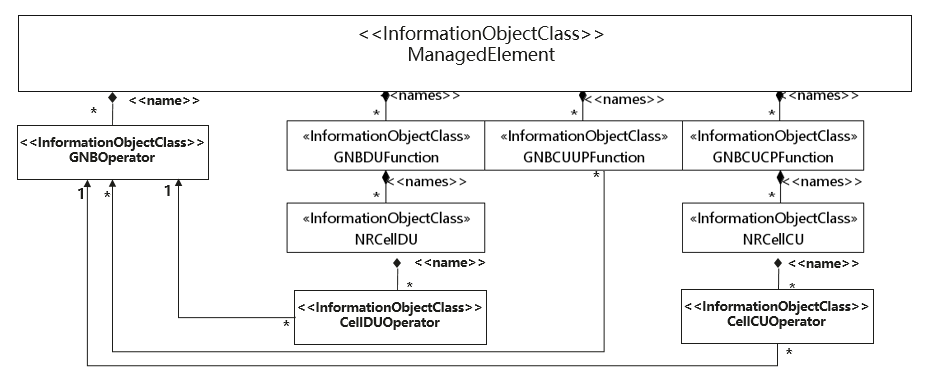 <<InformationObjectClass>>
ManagedElement
<<name>>
<<names>>
<<names>>
<<names>>
*
*
*
*
<<InformationObjectClass>>
GNBOperator
«InformationObjectClass»
GNBDUFunction
«InformationObjectClass»
GNBCUUPFunction
«InformationObjectClass»
GNBCUCPFunction
1
*
1
<<names>>
*
<<names>>
*
*
«InformationObjectClass»
NRCellDU
«InformationObjectClass»
NRCellCU
<<name>>
*
<<name>>
*
<<InformationObjectClass>>
CellDUOperator
<<InformationObjectClass>>
CellCUOperator
*
*